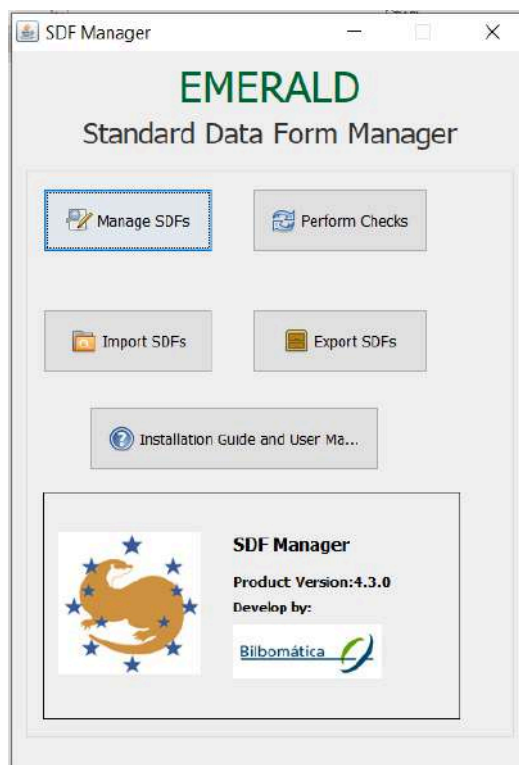 SDF Manager
EMERALD
Standard Data Form Manager
Manage SDFs
Perform Checks
Import SDFs
Export SDFs
Installation Guide and User Ma...
SDF Manager
Product Version:4.3.0
Develop by:
Bilbomática